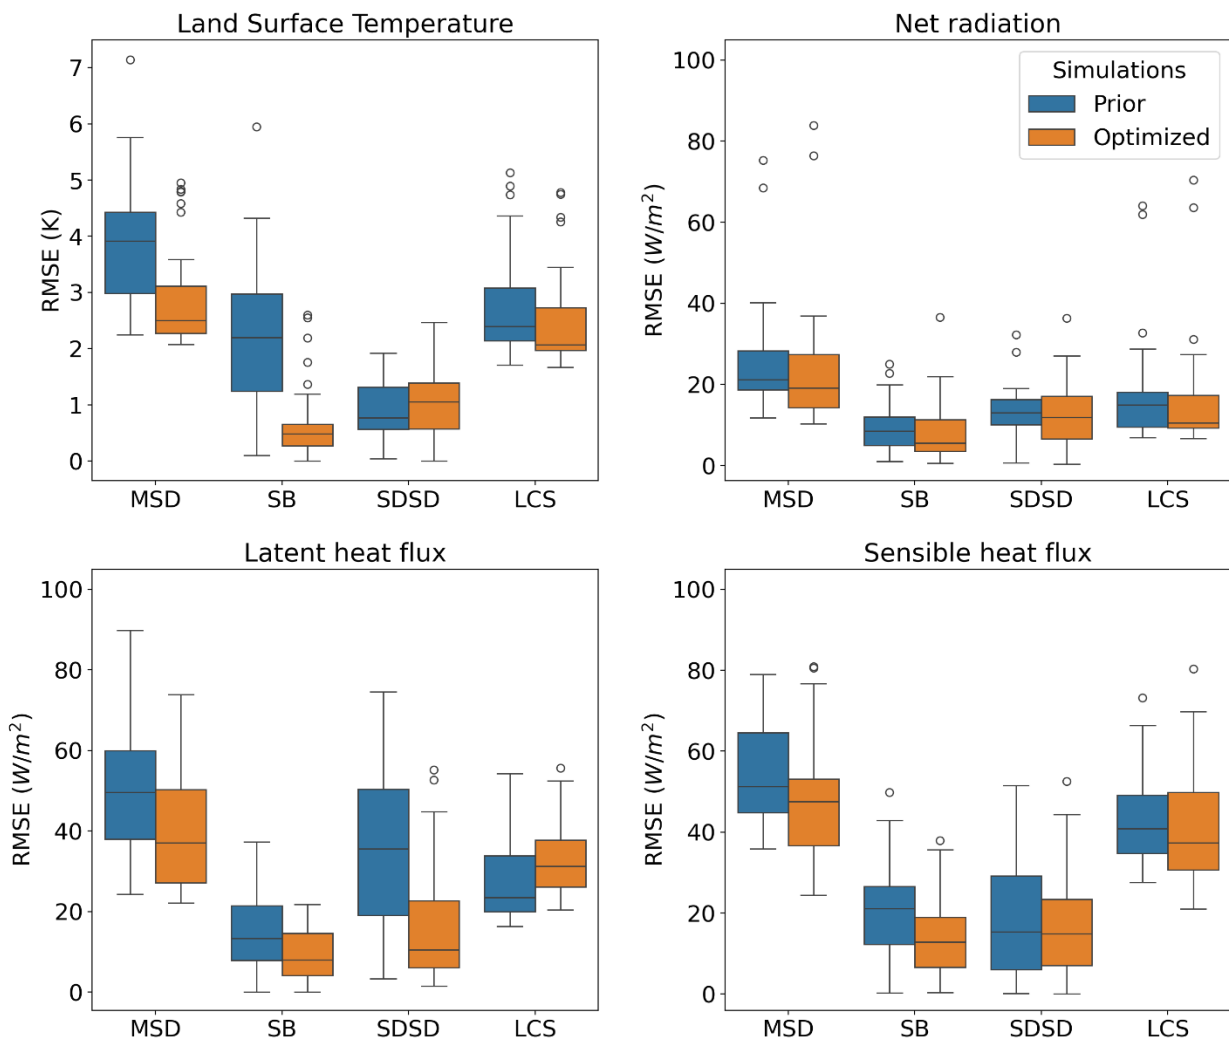 Land Surface Temperature
RMSE (K)
7
6
5
4
3
2
1
0
MSD SB SDSD LCS
Net radiation
RMSE (W/m²)
100
80
60
40
20
0
Simulations
Prior
Optimized
MSD SB SDSD LCS
Latent heat flux
RMSE (W/m²)
100
80
60
40
20
0
MSD SB SDSD LCS
Sensible heat flux
RMSE (W/m²)
100
80
60
40
20
0
MSD SB SDSD LCS